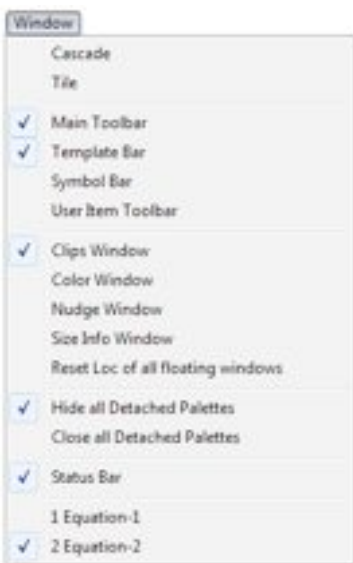 Window
Cascade
Tile
Main Toolbar
Template Bar
Symbol Bar
User Item Toolbar
Clips Window
Color Window
Nudge Window
Size Info Window
Reset Loc of all floating windows
Hide all Detached Palettes
Close all Detached Palettes
Status Bar
1 Equation-1
2 Equation-2